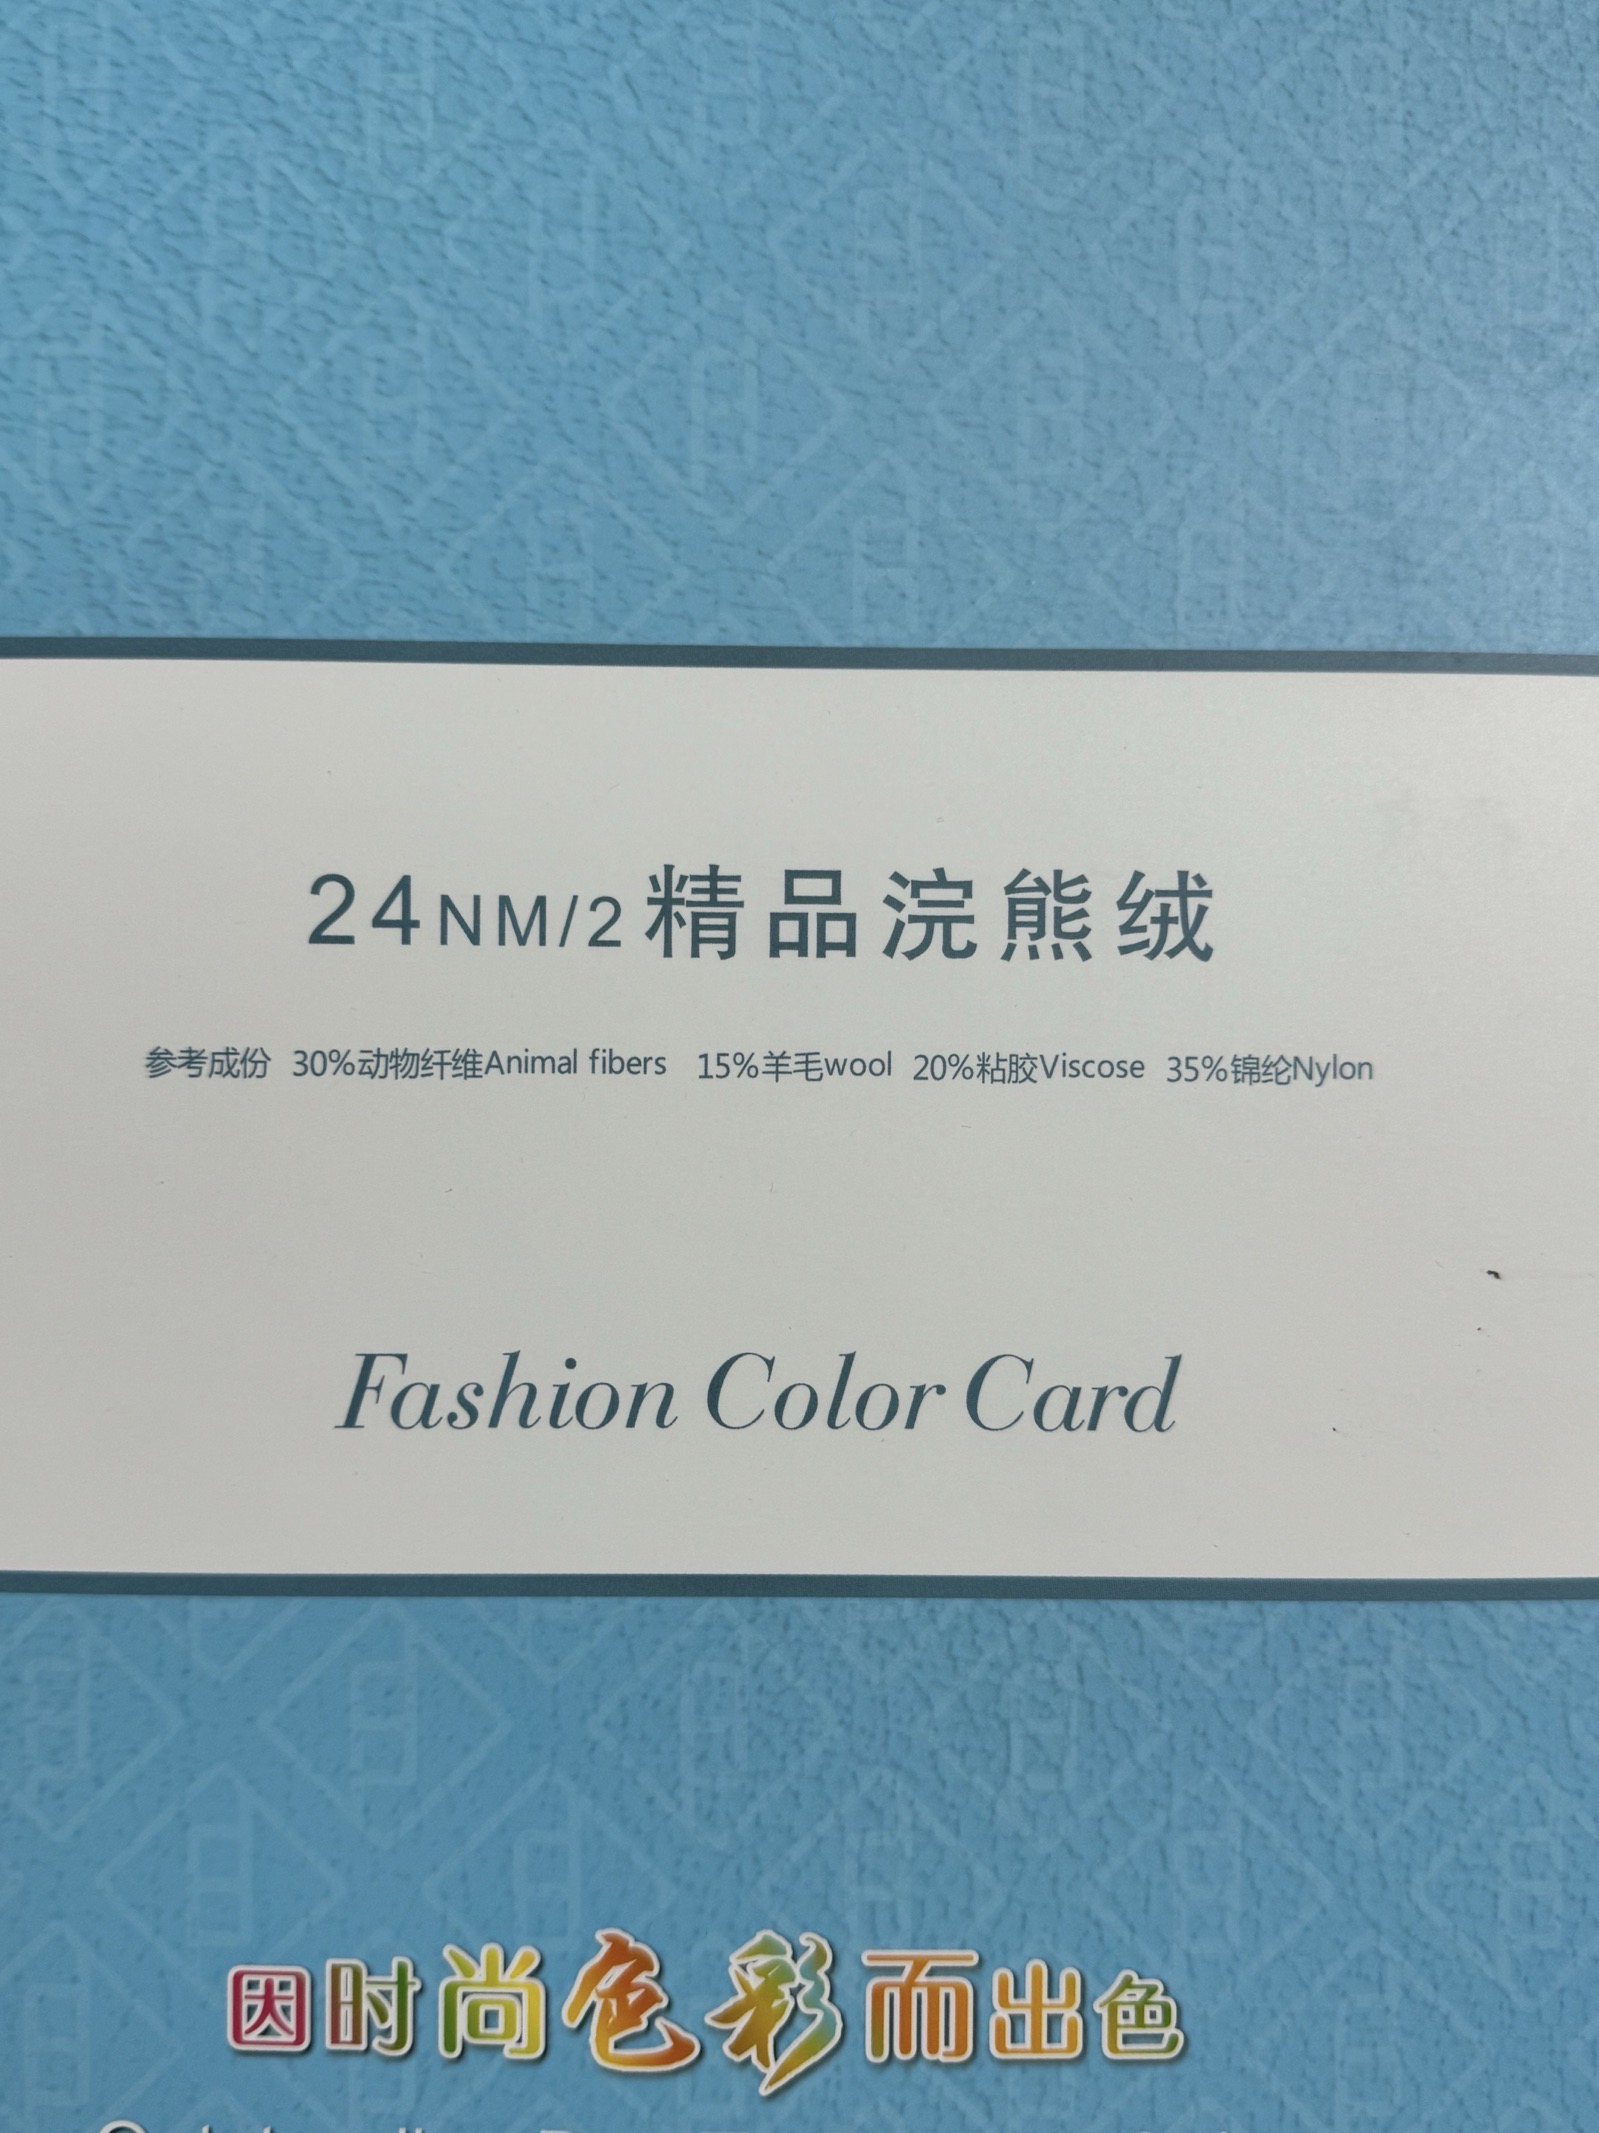 24NM/2精品浣熊绒
参考成份 30%动物纤维Animal fibers 15%羊毛wool 20%粘胶Viscose 35%锦纶Nylon
Fashion Color Card
因时尚色彩而出色